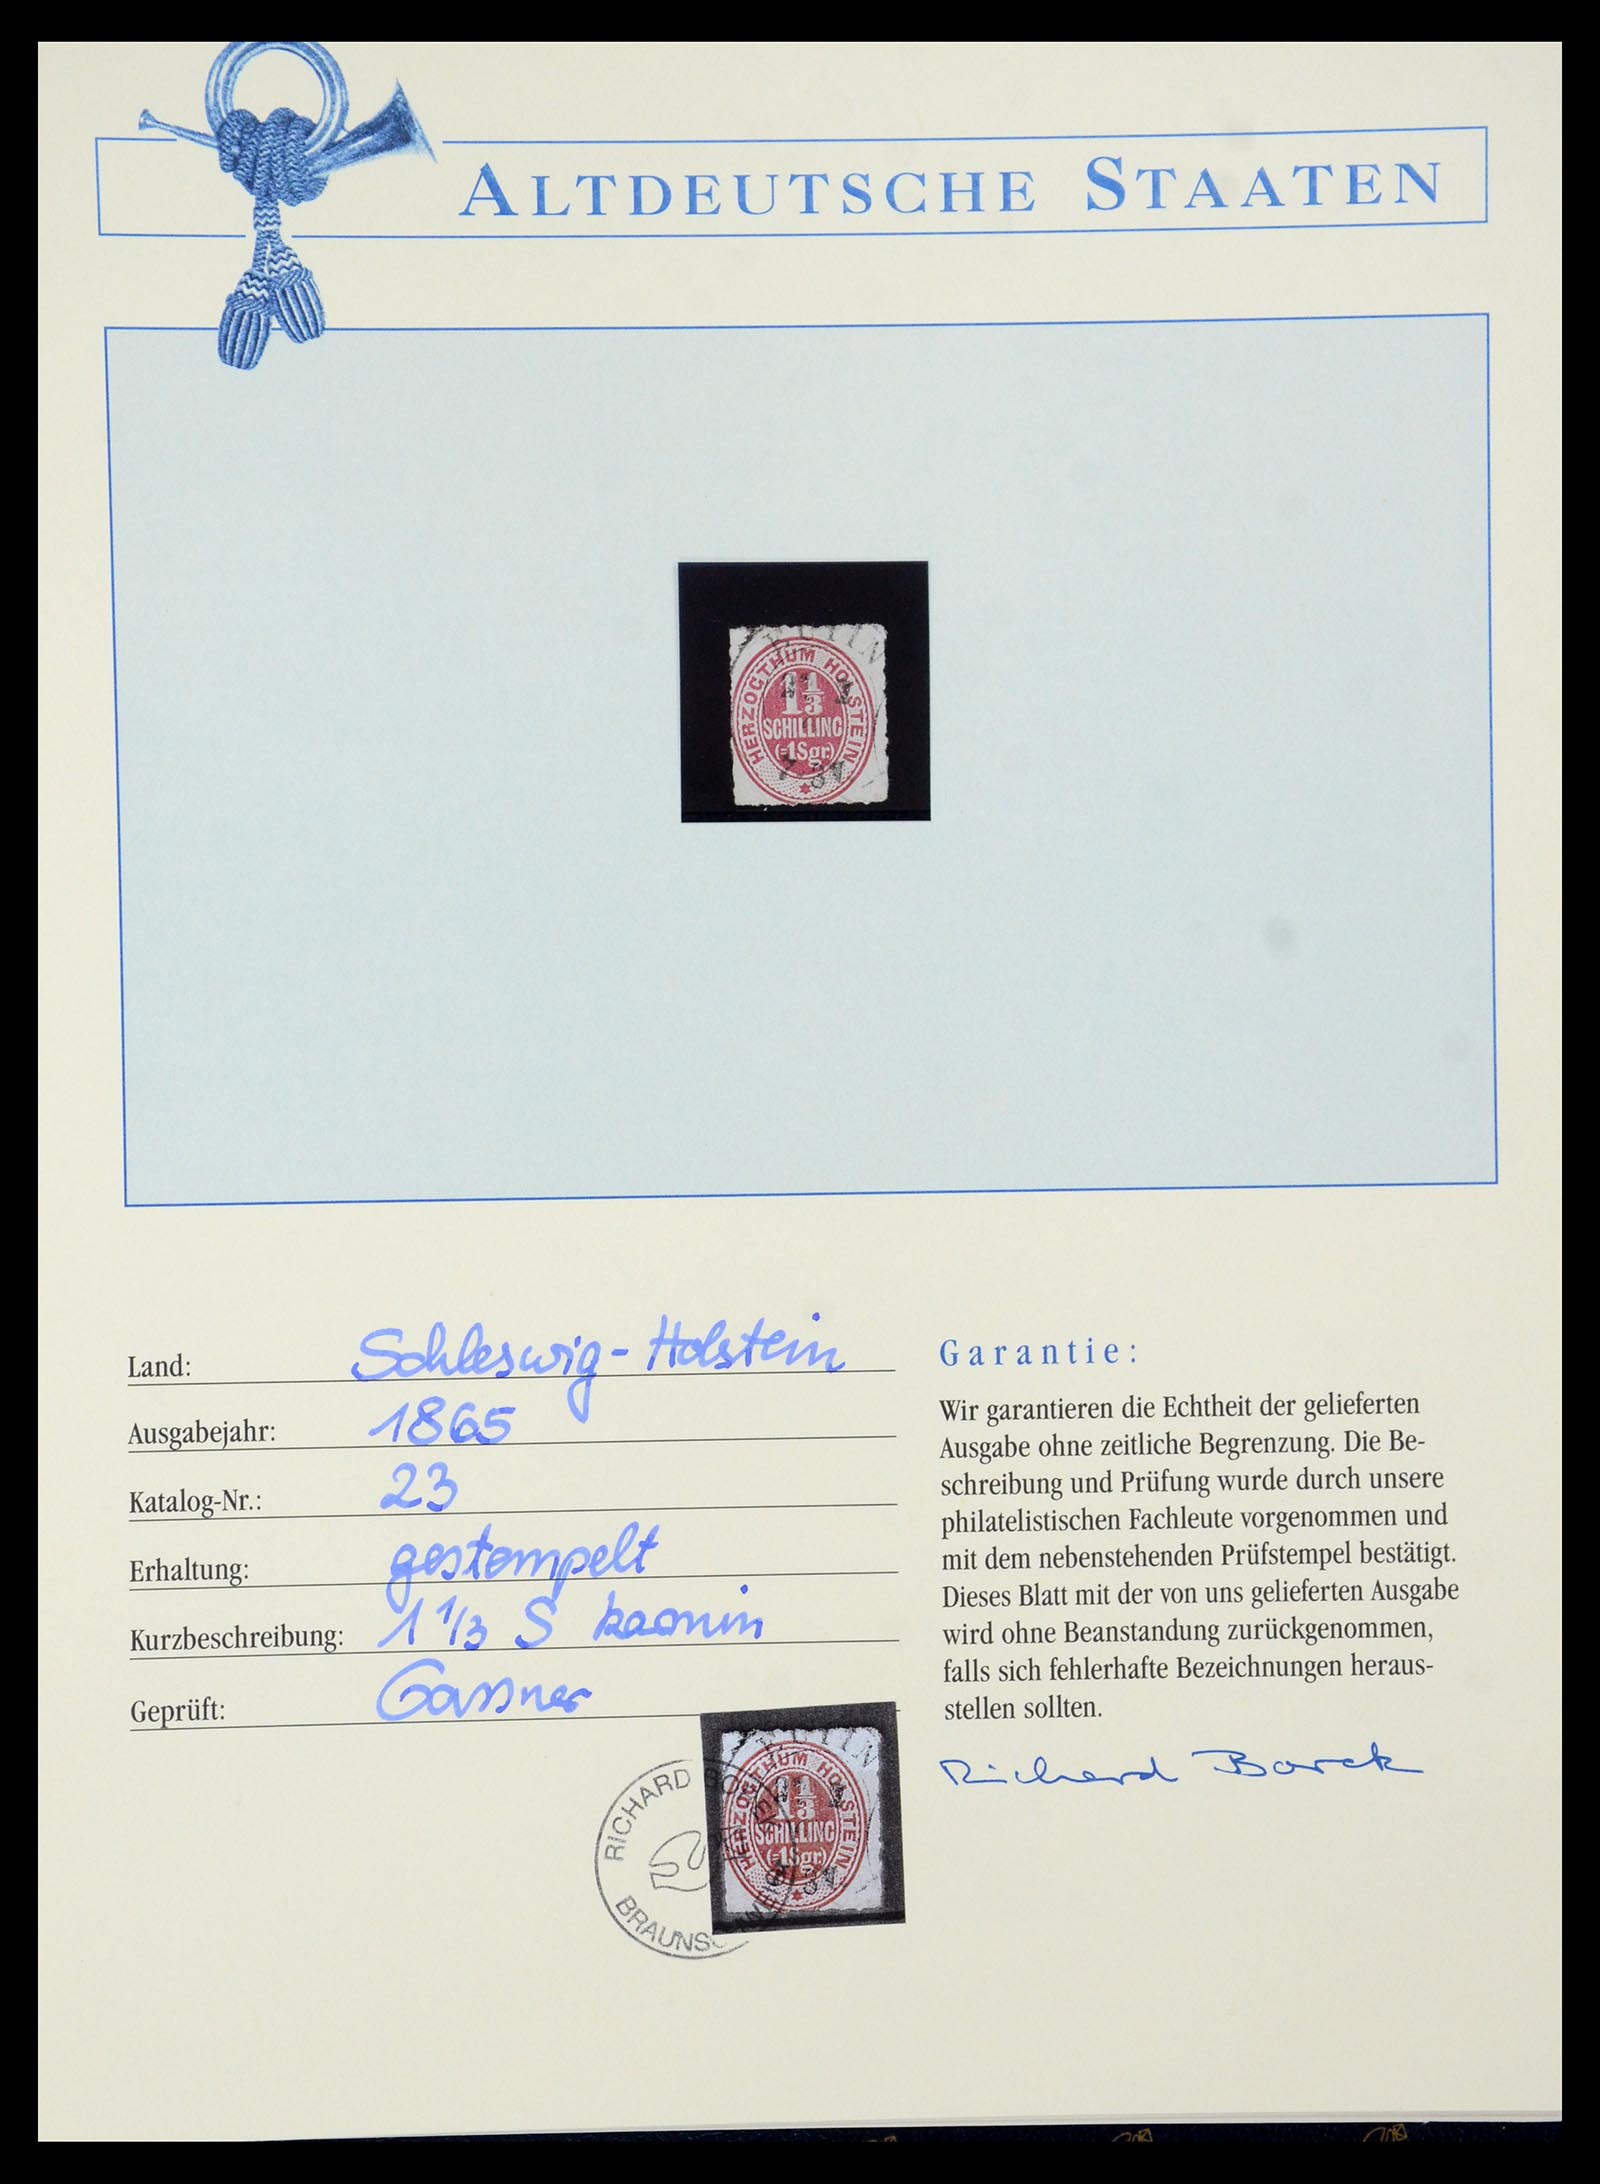 ALTDEUTSCHE STAATEN
HERZOGTHUM HOLSTEIN
1 1/3
SCHILLING
(=1Sgr)
Land: Schleswig-Holstein
Ausgabejahr: 1865
Katalog-Nr.: 23
Erhaltung: gestempelt
Kurzbeschreibung: 1 1/3 S karmin
Geprüft:
Garantie:
Wir garantieren die Echtheit der gelieferten
Ausgabe ohne zeitliche Begrenzung. Die Be-
schreibung und Prüfung wurde durch unsere
philatelistischen Fachleute vorgenommen und
mit dem nebenstehenden Prüfstempel bestätigt.
Dieses Blatt mit der von uns gelieferten Ausgabe
wird ohne Beanstandung zurückgenommen,
falls sich fehlerhafte Bezeichnungen heraus-
stellen sollten.
Richard Borek
RICHARD
HERZOGTHUM HOLSTEIN
1 1/3
SCHILLING
(=1Sgr)